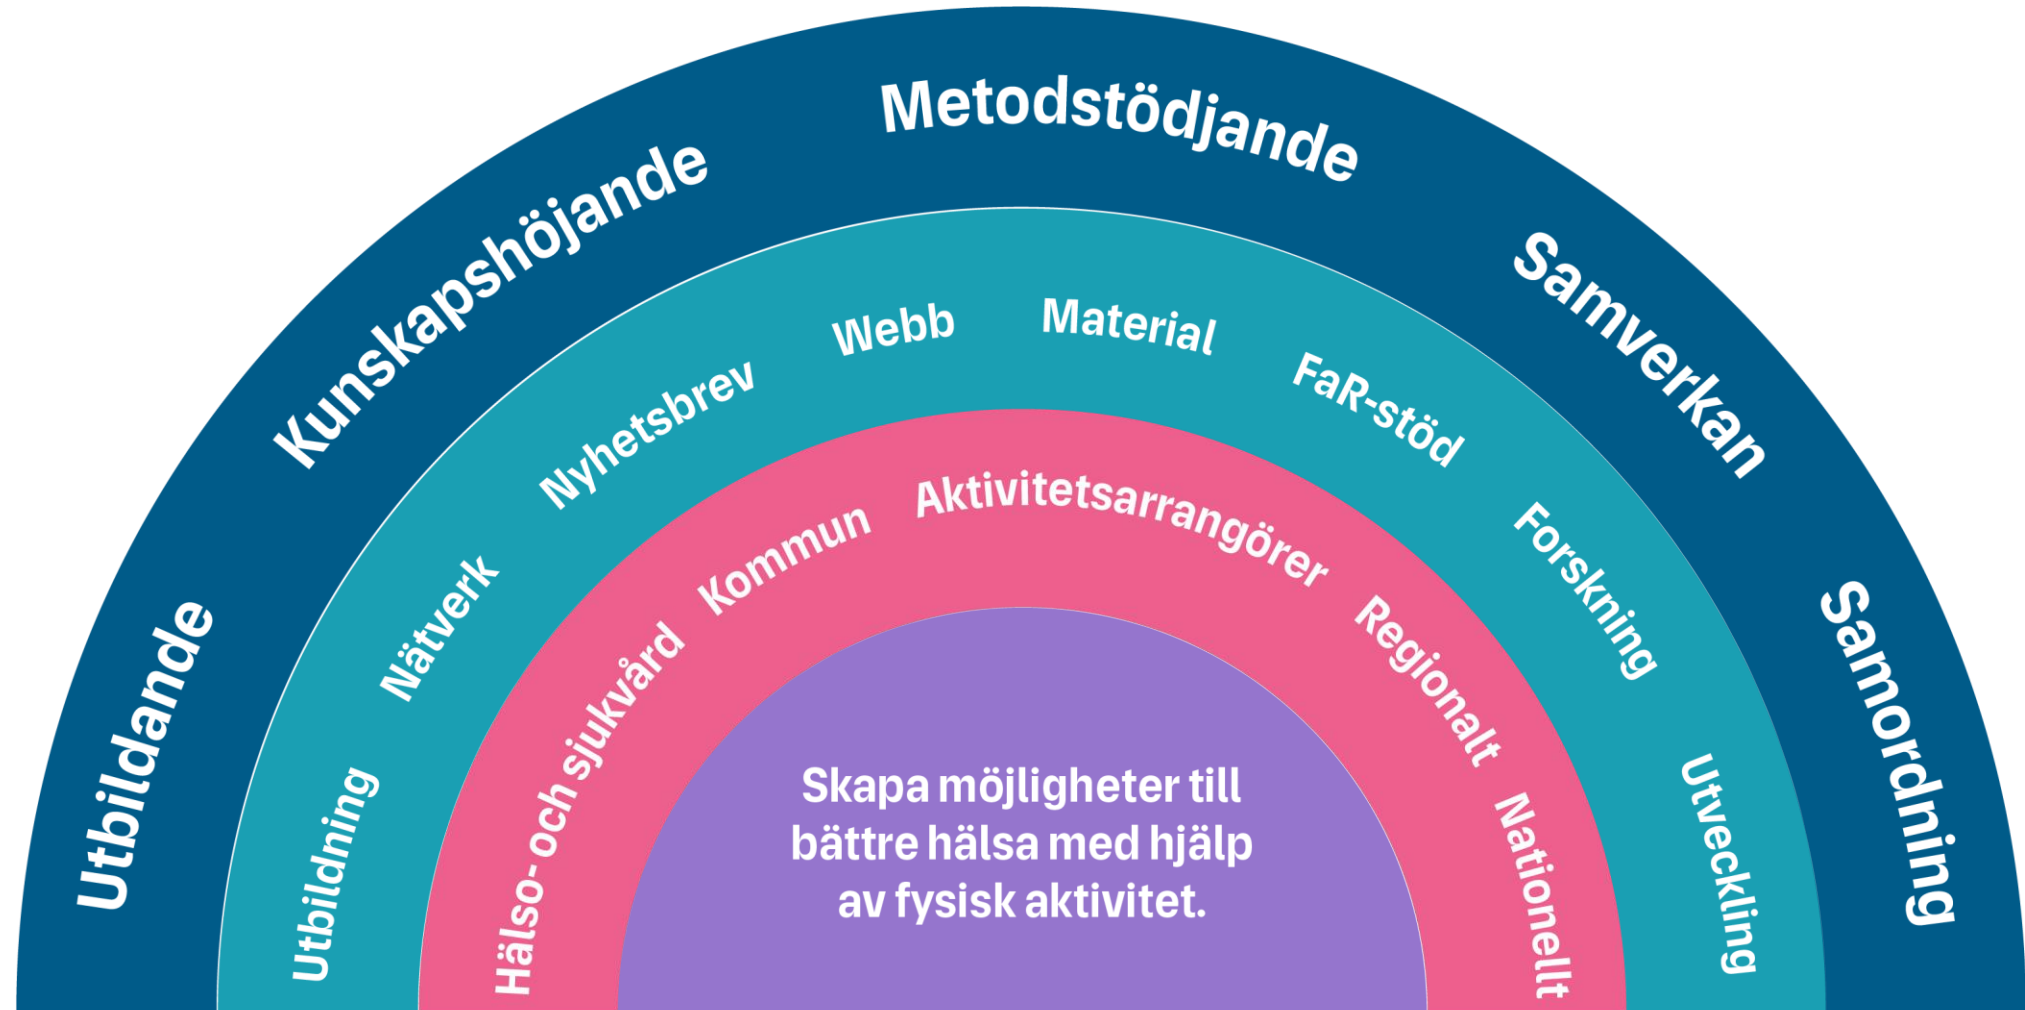 Utbildande
Kunskapshöjande
Metodstödjande
Samverkan
Samordning
Utbildning
Nätverk
Nyhetsbrev
Webb
Material
FaR-stöd
Forskning
Utveckling
Hälso- och sjukvård
Kommun
Aktivitetsarrangörer
Regionalt
Nationellt
Skapa möjligheter till
bättre hälsa med hjälp
av fysisk aktivitet.